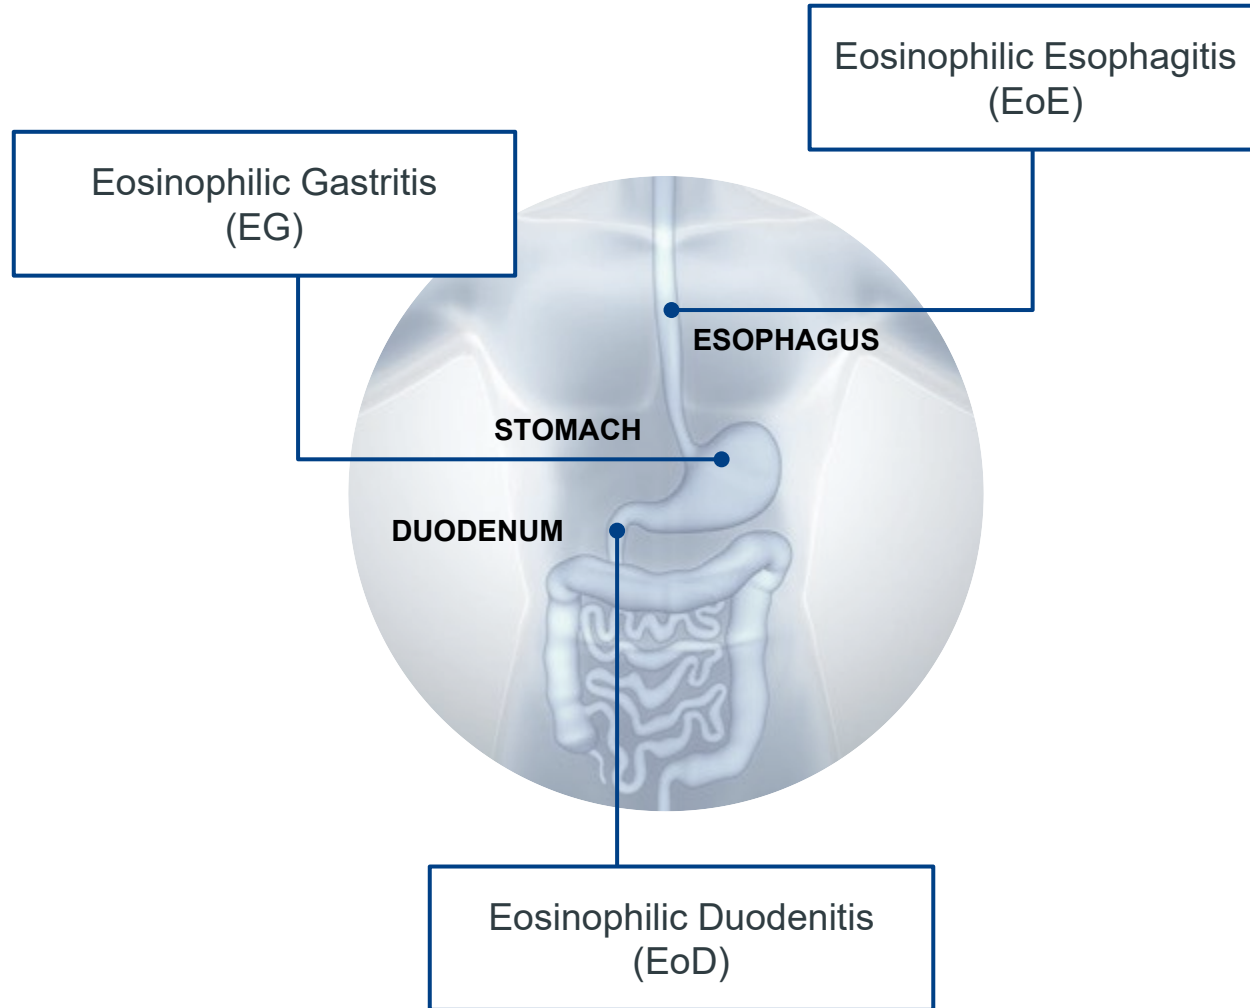 Eosinophilic Esophagitis
(EoE)
Eosinophilic Gastritis
(EG)
ESOPHAGUS
STOMACH
DUODENUM
Eosinophilic Duodenitis
(EoD)